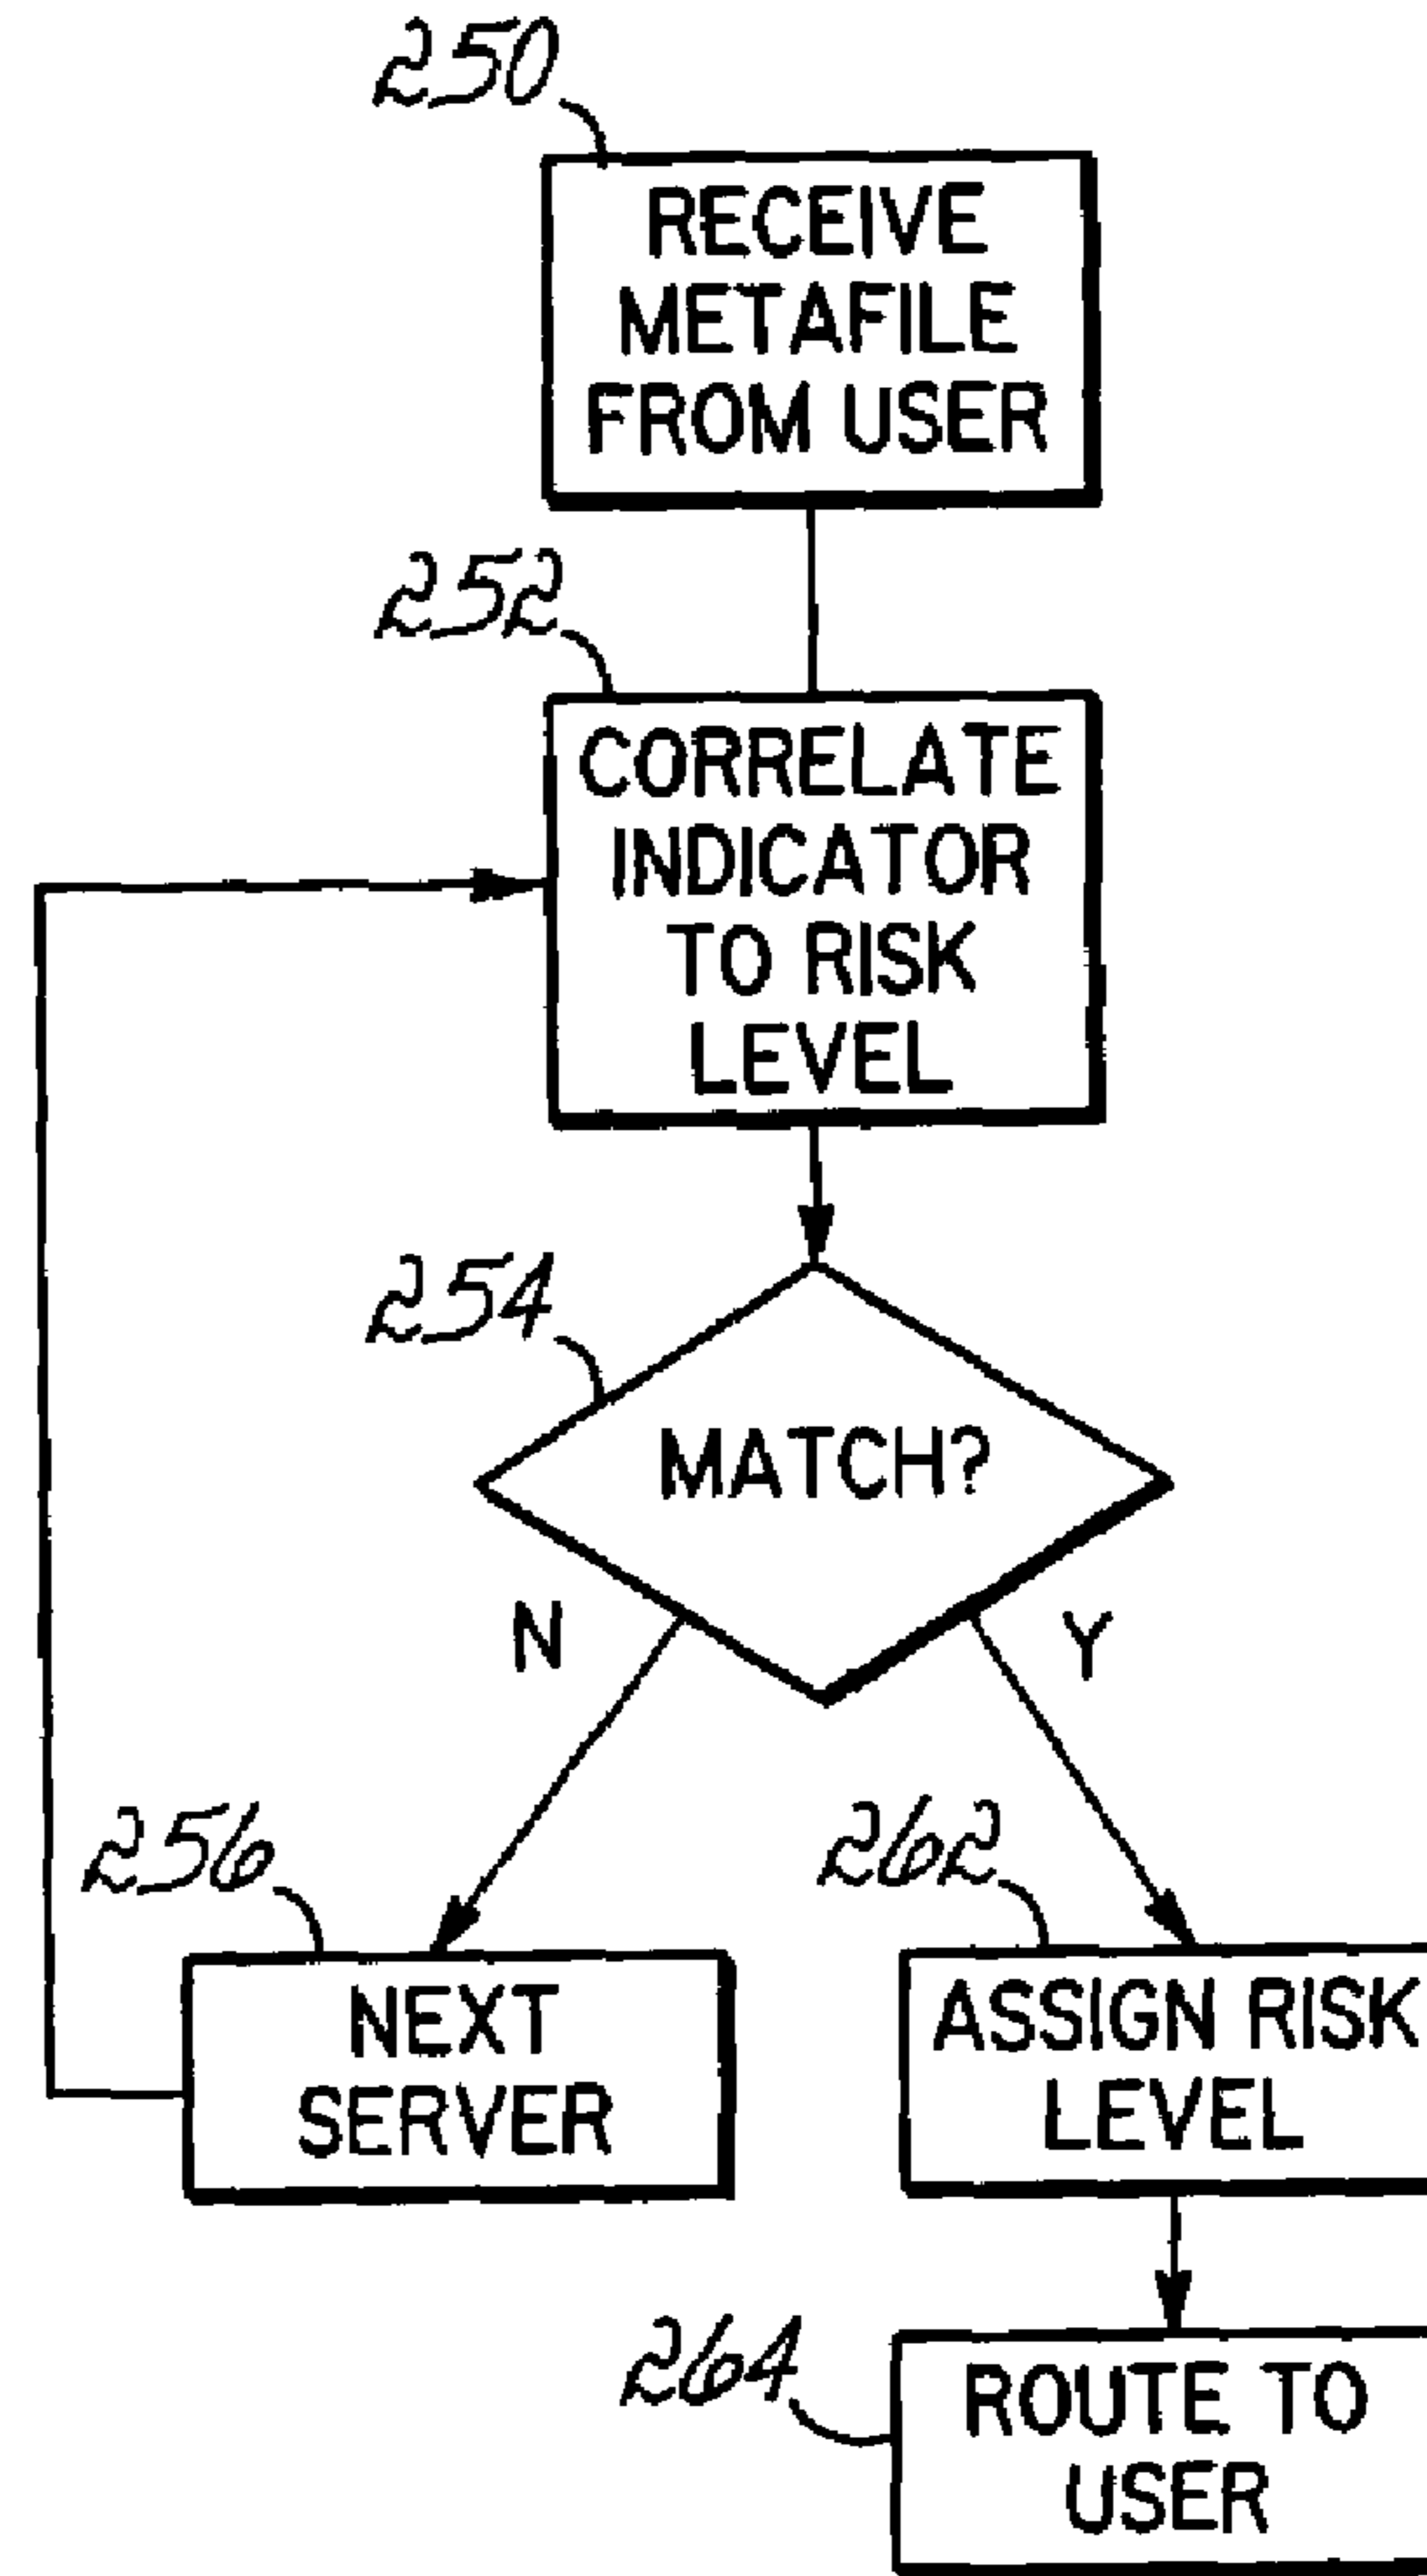 250
RECEIVE
METAFILE
FROM USER
252
CORRELATE
INDICATOR
TO RISK
LEVEL
254
MATCH?
N
Y
256
NEXT
SERVER
262
ASSIGN RISK
LEVEL
264
ROUTE TO
USER